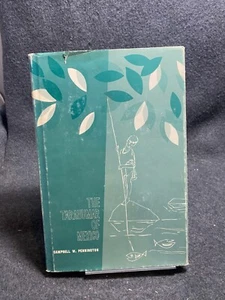 THE
TARAHUMAR
OF
MEXICO
CAMPBELL W. PENNINGTON